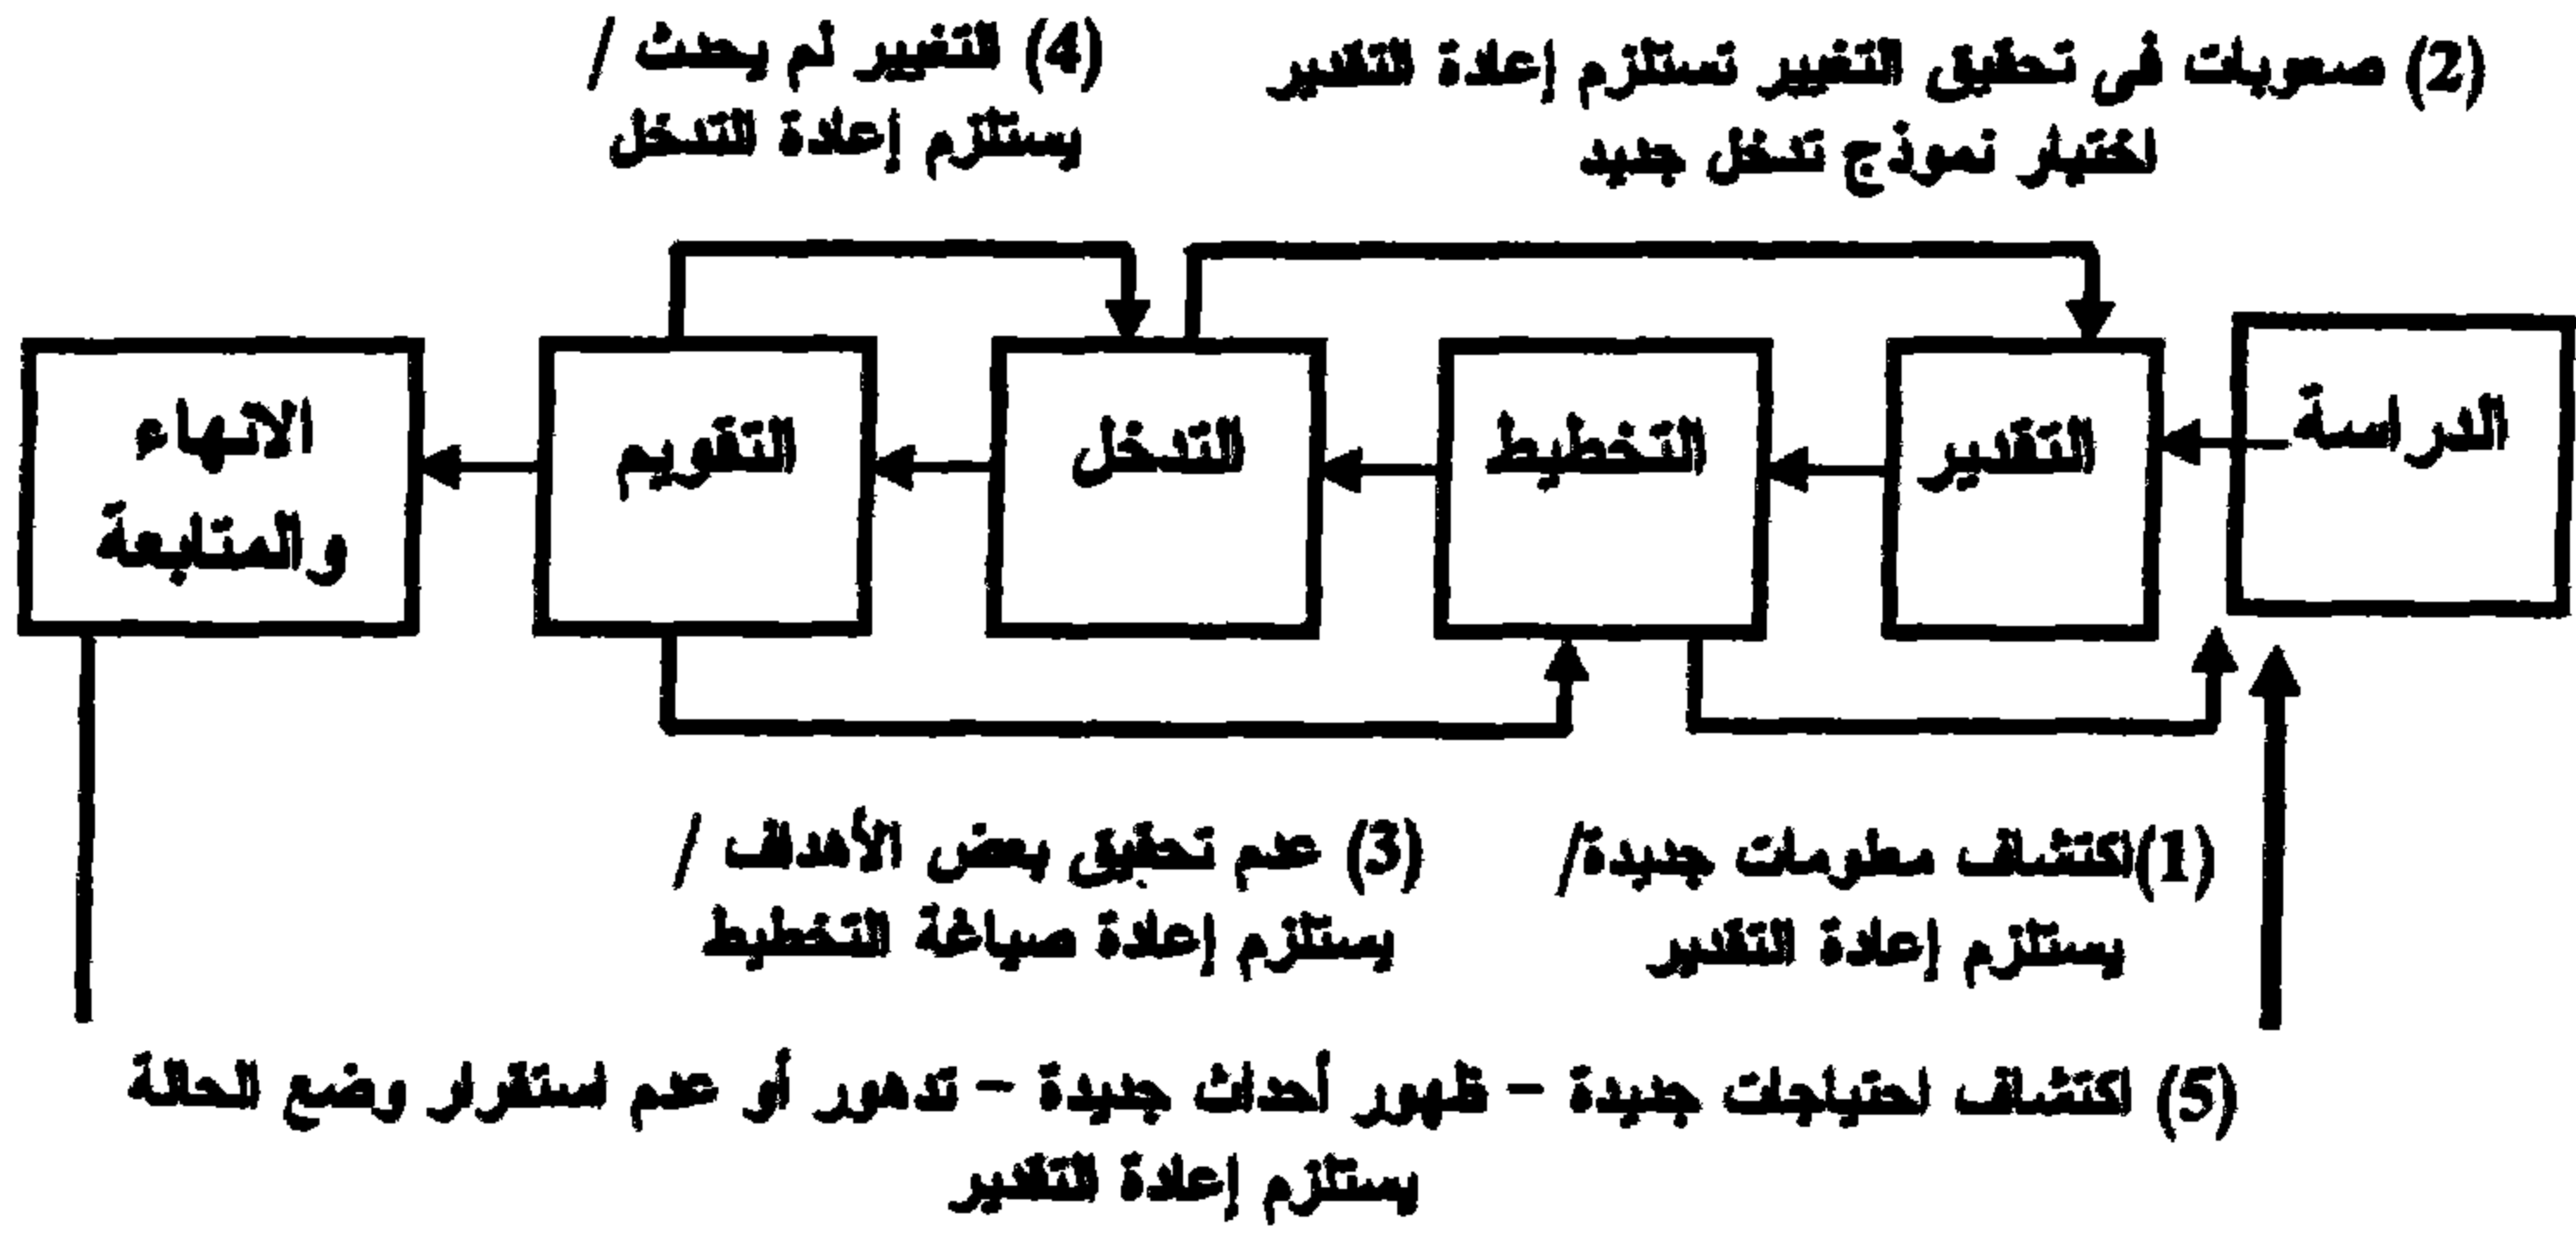 (2) صعوبات فى تحقيق التغيير تستلزم إعادة التقدير
اختيار نموذج تدخل جديد
(4) التغيير لم يحدث /
يستلزم إعادة التدخل
الدراسة
التقدير
التخطيط
التدخل
التقويم
الانهاء
والمتابعة
(1)اكتشاف معلومات جديدة/
يستلزم إعادة التقدير
(3) عدم تحقيق بعض الأهداف /
يستلزم إعادة صياغة التخطيط
(5) اكتشاف احتياجات جديدة - ظهور أحداث جديدة - تدهور أو عدم استقرار وضع الحالة
يستلزم إعادة التقدير